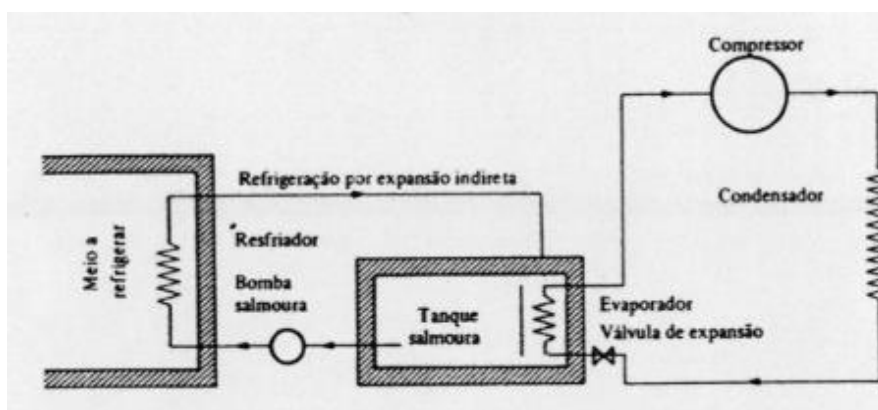 Compressor
Refrigeração por expansão indireta
Condensador
Meio a
refrigerar
Resfriador
Bomba
salmoura
Tanque
salmoura
Evaporador
Válvula de expansão